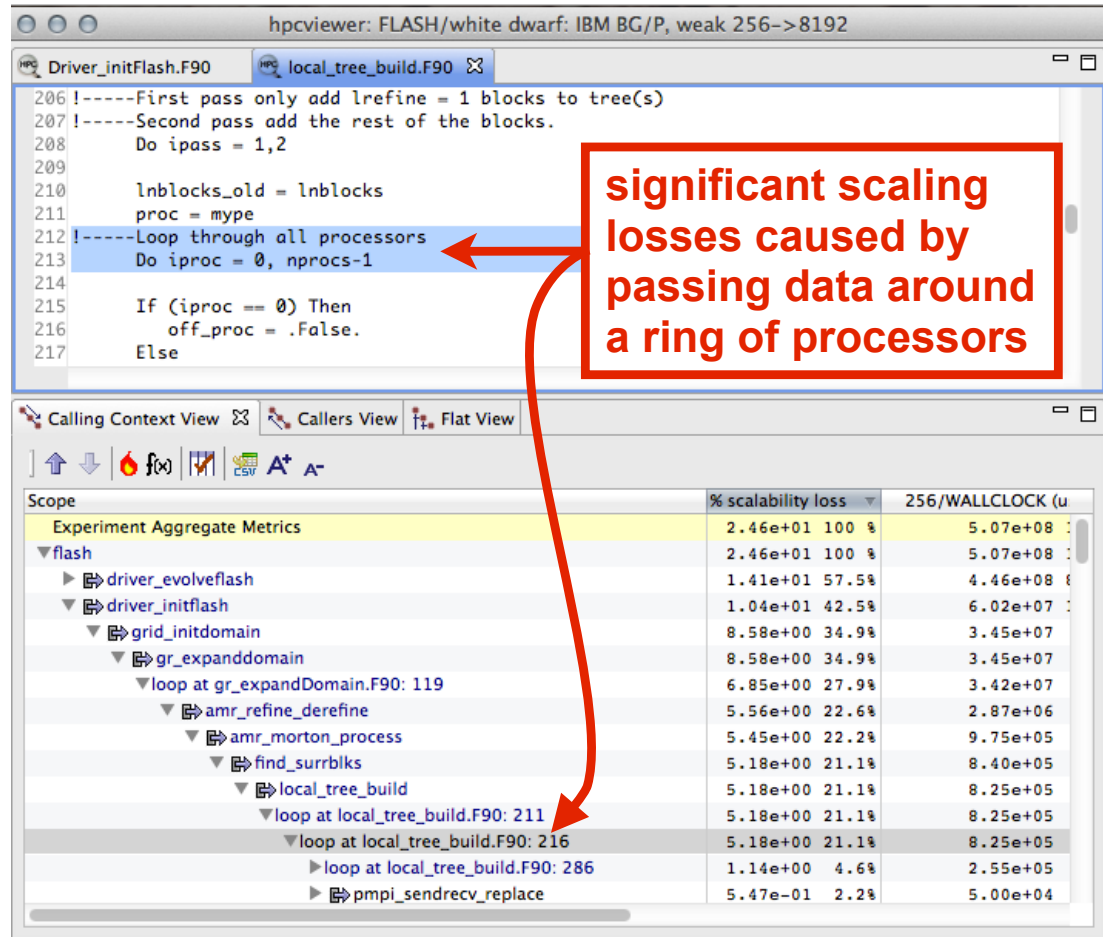 hpcviewer: FLASH/white dwarf: IBM BG/P, weak 256->8192
Driver_initFlash.F90 local_tree_build.F90
206 !-----First pass only add lrefine = 1 blocks to tree(s)
207 !-----Second pass add the rest of the blocks.
208 Do ipass = 1,2
209
210 lnblocks_old = lnblocks
211 proc = mype
212 !-----Loop through all processors
213 Do iproc = 0, nprocs-1
214
215 If (iproc == 0) Then
216 off_proc = .False.
217 Else
significant scaling
losses caused by
passing data around
a ring of processors
Calling Context View Callers View Flat View
f(x) CSV A+ A-
Scope % scalability loss 256/WALLCLOCK (u
Experiment Aggregate Metrics 2.46e+01 100 % 5.07e+08
flash 2.46e+01 100 % 5.07e+08
driver_evolveflash 1.41e+01 57.5% 4.46e+08
driver_initflash 1.04e+01 42.5% 6.02e+07
grid_initdomain 8.58e+00 34.9% 3.45e+07
gr_expanddomain 8.58e+00 34.9% 3.45e+07
loop at gr_expandDomain.F90: 119 6.85e+00 27.9% 3.42e+07
amr_refine_derefine 5.56e+00 22.6% 2.87e+06
amr_morton_process 5.45e+00 22.2% 9.75e+05
find_surrblks 5.18e+00 21.1% 8.40e+05
local_tree_build 5.18e+00 21.1% 8.25e+05
loop at local_tree_build.F90: 211 5.18e+00 21.1% 8.25e+05
loop at local_tree_build.F90: 216 5.18e+00 21.1% 8.25e+05
loop at local_tree_build.F90: 286 1.14e+00 4.6% 2.55e+05
pmpi_sendrecv_replace 5.47e-01 2.2% 5.00e+04